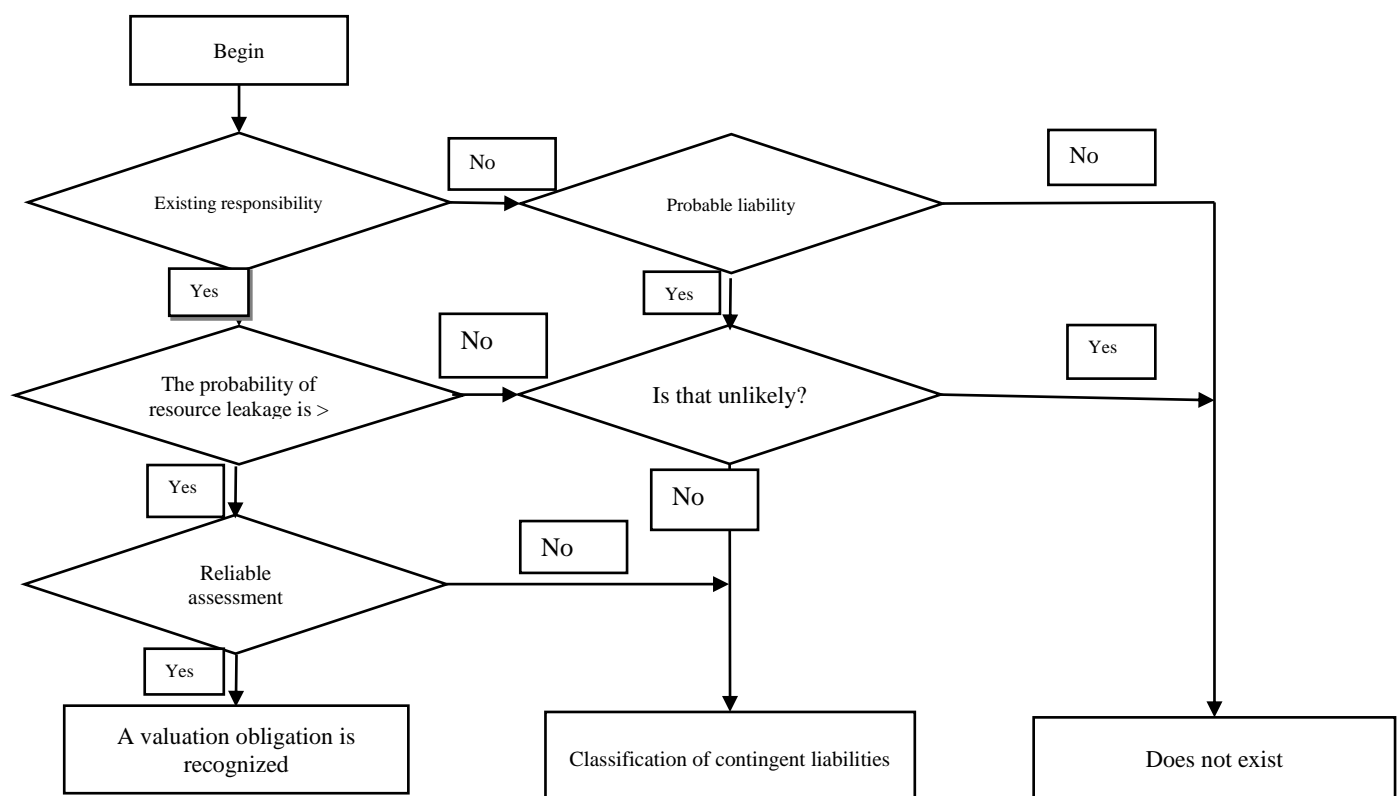 Begin
No
No
Existing responsibility
Probable liability
Yes
Yes
No
Yes
The probability of
resource leakage is >
Is that unlikely?
Yes
No
No
Reliable
assessment
Yes
A valuation obligation is
recognized
Classification of contingent liabilities
Does not exist